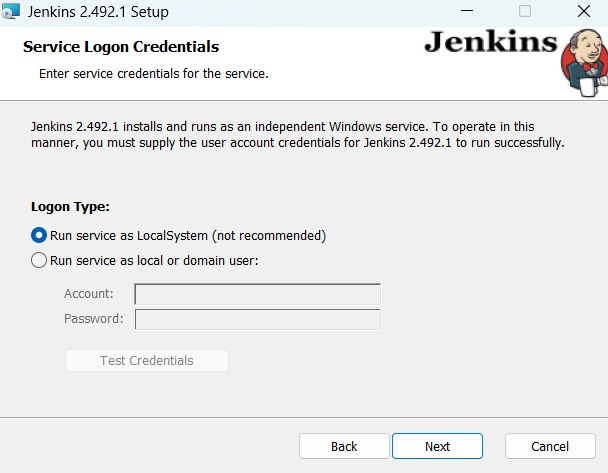 Jenkins 2.492.1 Setup
Service Logon Credentials
Jenkins
Enter service credentials for the service.
Jenkins 2.492.1 installs and runs as an independent Windows service. To operate in this
manner, you must supply the user account credentials for Jenkins 2.492.1 to run successfully.
Logon Type:
Run service as LocalSystem (not recommended)
Run service as local or domain user:
Account:
Password:
Test Credentials
Back Next Cancel